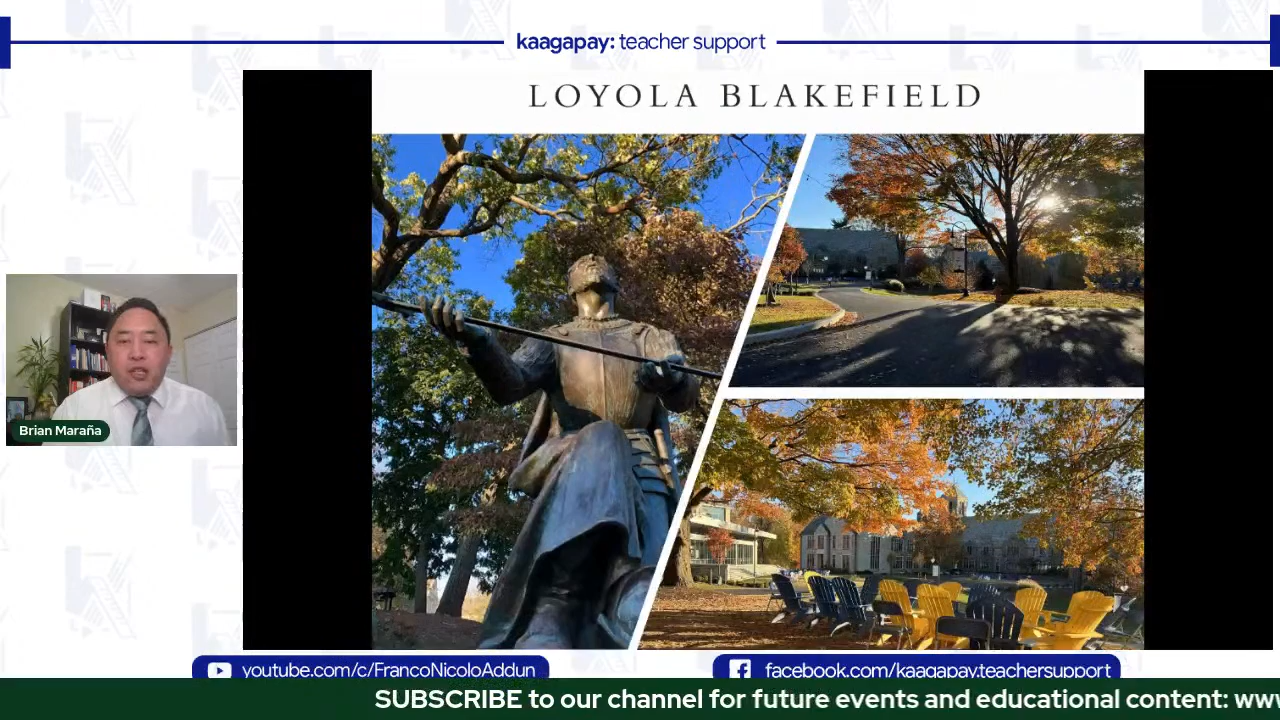 kaagapay: teacher support
LOYOLA BLAKEFIELD
Brian Maraña
youtube.com/c/FrancoNicoloAddun
facebook.com/kaagapay.teachersupport
SUBSCRIBE to our channel for future events and educational content: www